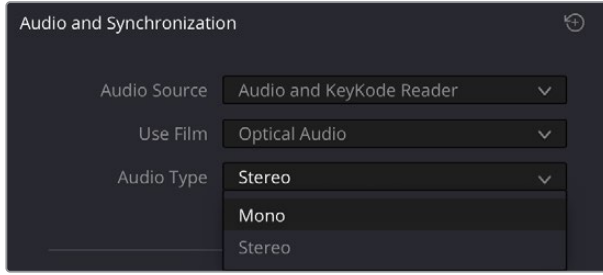 Audio and Synchronization
Audio Source Audio and KeyKode Reader
Use Film Optical Audio
Audio Type Stereo
Mono
Stereo